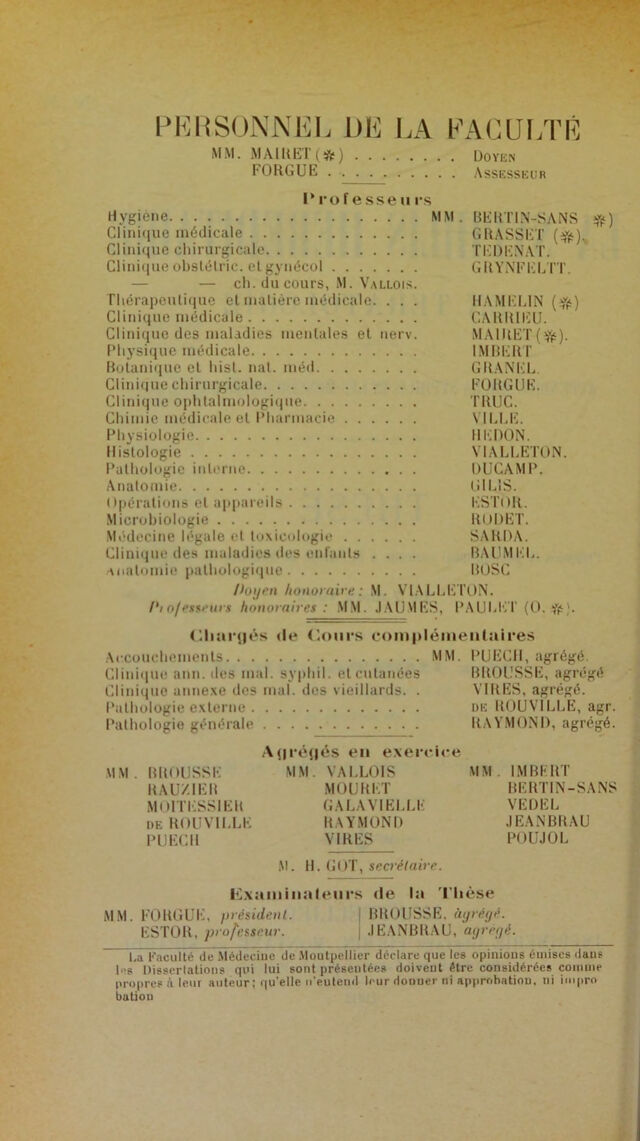 PERSONNEL DE LA FACULTÉ
MM. MAIRET (✻) . . . . . . . . DOYEN
FORGUE . . . . . . . . . . ASSESSEUR
Professeurs
Hygiène. . . . . . . . . . . . . . . . . . . MM. BERTIN-SANS ✻)
Clinique médicale . . . . . . . . . . . . . GRASSET (✻).
Clinique chirurgicale. . . . . . . . . . . . TEDENAT.
Clinique obstétric. et gynécol . . . . . . . GRYNFELTT.
— — ch. du cours, M. VALLOIS.
Thérapeutique et matière médicale. . . . HAMELIN (✻)
Clinique médicale . . . . . . . . . . . . . CARRIEU.
Clinique des maladies mentales et nerv. MAIRET (✻).
Physique médicale. . . . . . . . . . . . . IMBERT
Botanique et hist. nat. méd. . . . . . . . GRANEL.
Clinique chirurgicale. . . . . . . . . . . . FORGUE.
Clinique ophtalmologique. . . . . . . . . TRUC.
Chimie médicale et Pharmacie . . . . . . VILLE.
Physiologie. . . . . . . . . . . . . . . . . HEDON.
Histologie . . . . . . . . . . . . . . . . . VIALLETON.
Pathologie interne. . . . . . . . . . . . . DUCAMP.
Anatomie. . . . . . . . . . . . . . . . . . GILIS.
Opérations et appareils . . . . . . . . . . ESTOR.
Microbiologie . . . . . . . . . . . . . . . RODET.
Médecine légale et toxicologie . . . . . . SARDA.
Clinique des maladies des enfants . . . . BAUMEL.
Anatomie pathologique . . . . . . . . . . BOSC
Doyen honoraire: M. VIALLETON.
Professeurs honoraires : MM. JAUMES, PAULET (O. ✻).
Chargés de Cours complémentaires
Accouchements. . . . . . . . . . . . . . . MM. PUECH, agrégé.
Clinique ann. des mal. syphil. et cutanées BROUSSE, agrégé
Clinique annexe des mal. des vieillards. . VIRES, agrégé.
Pathologie externe . . . . . . . . . . . . . DE ROUVILLE, agr.
Pathologie générale . . . . . . . . . . . . RAYMOND, agrégé.
Agrégés en exercice
MM. BROUSSE MM. VALLOIS MM. IMBERT
RAUZIER MOURET BERTIN-SANS
MOITESSIER GALAVIELLE VEDEL
DE ROUVILLE RAYMOND JEANBRAU
PUECH VIRES POUJOL
M. H. GOT, secrétaire.
Examinateurs de la Thèse
MM. FORGUE, président. BROUSSE, agrégé.
ESTOR, professeur. JEANBRAU, agrégé.
La Faculté de Médecine de Montpellier déclare que les opinions émises dans
les Dissertations qui lui sont présentées doivent être considérées comme
propres à leur auteur; qu'elle n'entend leur donner ni approbation, ni impro
bation